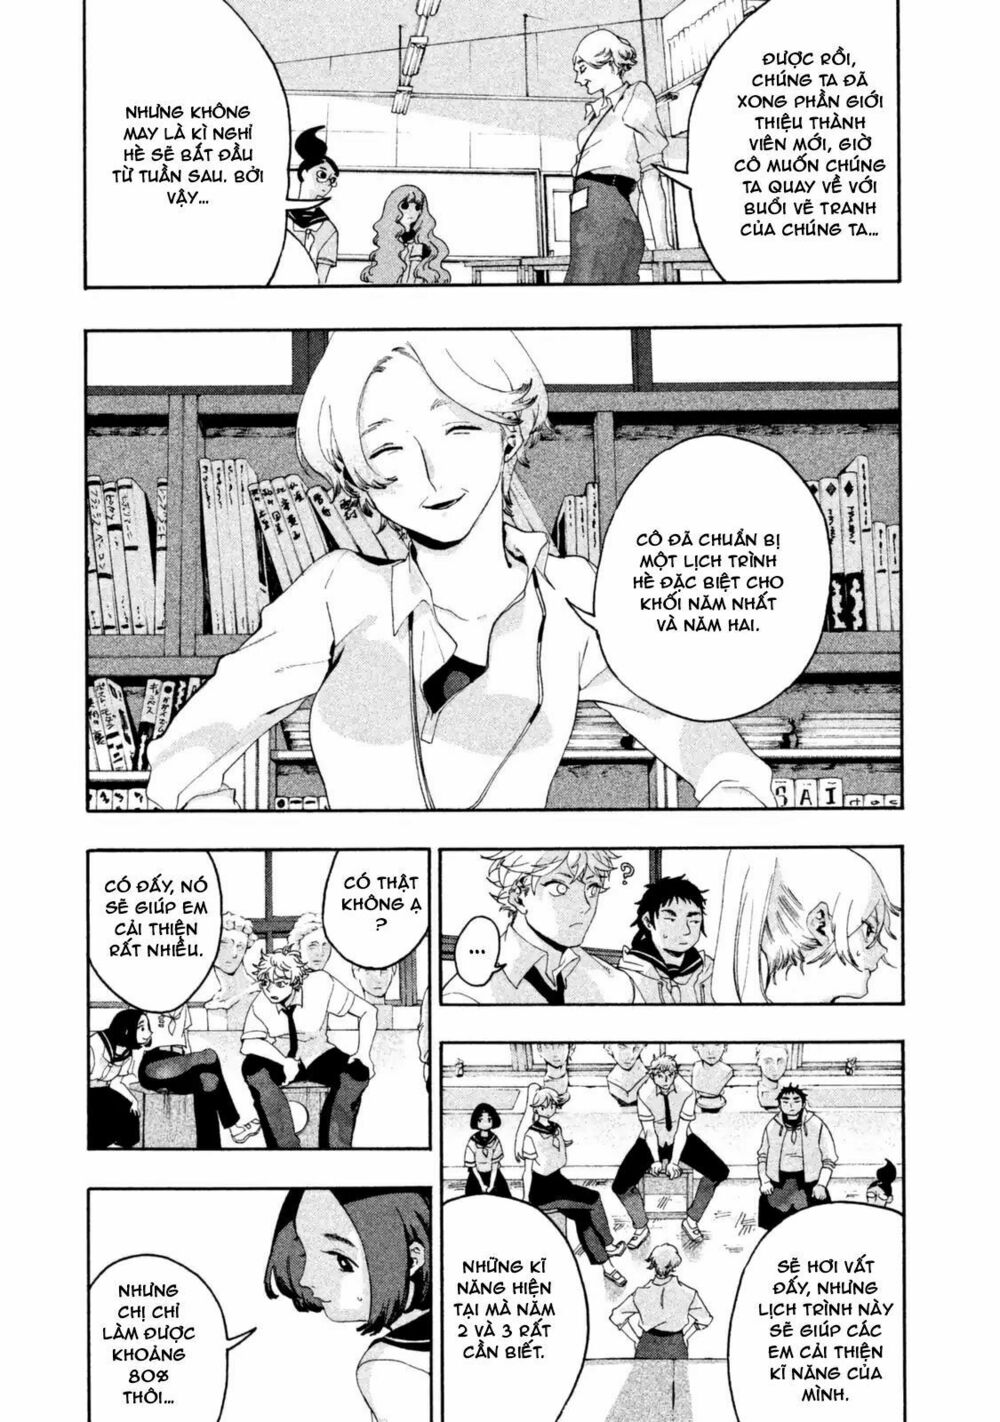 ĐƯỢC RỒI,
CHÚNG TA ĐÃ
XONG PHẦN GIỚI
THIỆU THÀNH
VIÊN MỚI, GIỜ
CÔ MUỐN CHÚNG
TA QUAY VỀ VỚI
BUỔI VẼ TRANH
CỦA CHÚNG TA...
NHƯNG KHÔNG
MAY LÀ KÌ NGHỈ
HÈ SẼ BẮT ĐẦU
TỪ TUẦN SAU. BỞI
VẬY...
CÔ ĐÃ CHUẨN BỊ
MỘT LỊCH TRÌNH
HÈ ĐẶC BIỆT CHO
KHỐI NĂM NHẤT
VÀ NĂM HAI.
SAI
?
...
CÓ THẬT
KHÔNG Ạ
?
CÓ ĐẤY, NÓ
SẼ GIÚP EM
CẢI THIỆN
RẤT NHIỀU.
SẼ HƠI VẤT
ĐẤY, NHƯNG
LỊCH TRÌNH NÀY
SẼ GIÚP CÁC
EM CẢI THIỆN
KĨ NĂNG CỦA
MÌNH.
NHỮNG KĨ
NĂNG HIỆN
TẠI MÀ NĂM
2 VÀ 3 RẤT
CẦN BIẾT.
NHƯNG
CHỊ CHỈ
LÀM ĐƯỢC
KHOẢNG
80%
THÔI...